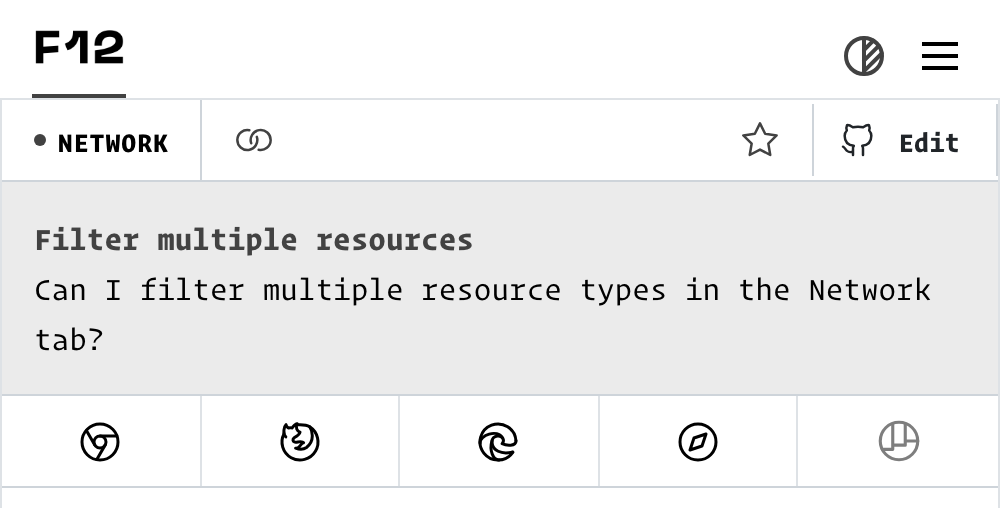 F12
NETWORK
Edit
Filter multiple resources
Can I filter multiple resource types in the Network
tab?